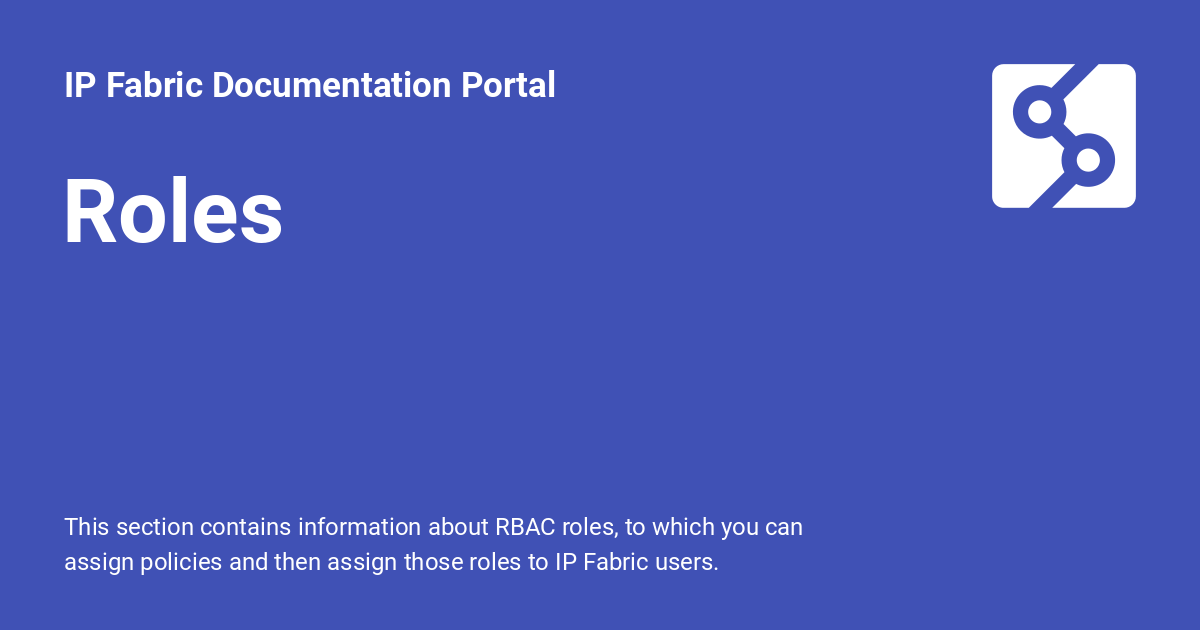 IP Fabric Documentation Portal
Roles
This section contains information about RBAC roles, to which you can
assign policies and then assign those roles to IP Fabric users.